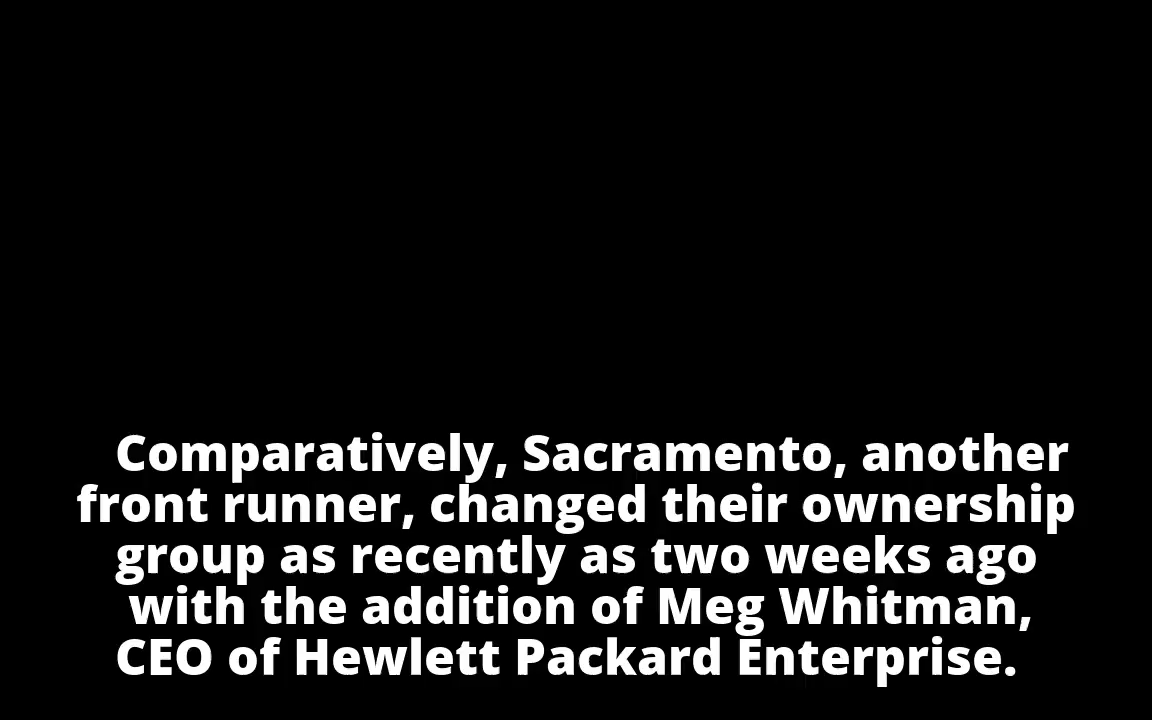 Comparatively, Sacramento, another
front runner, changed their ownership
group as recently as two weeks ago
with the addition of Meg Whitman,
CEO of Hewlett Packard Enterprise.